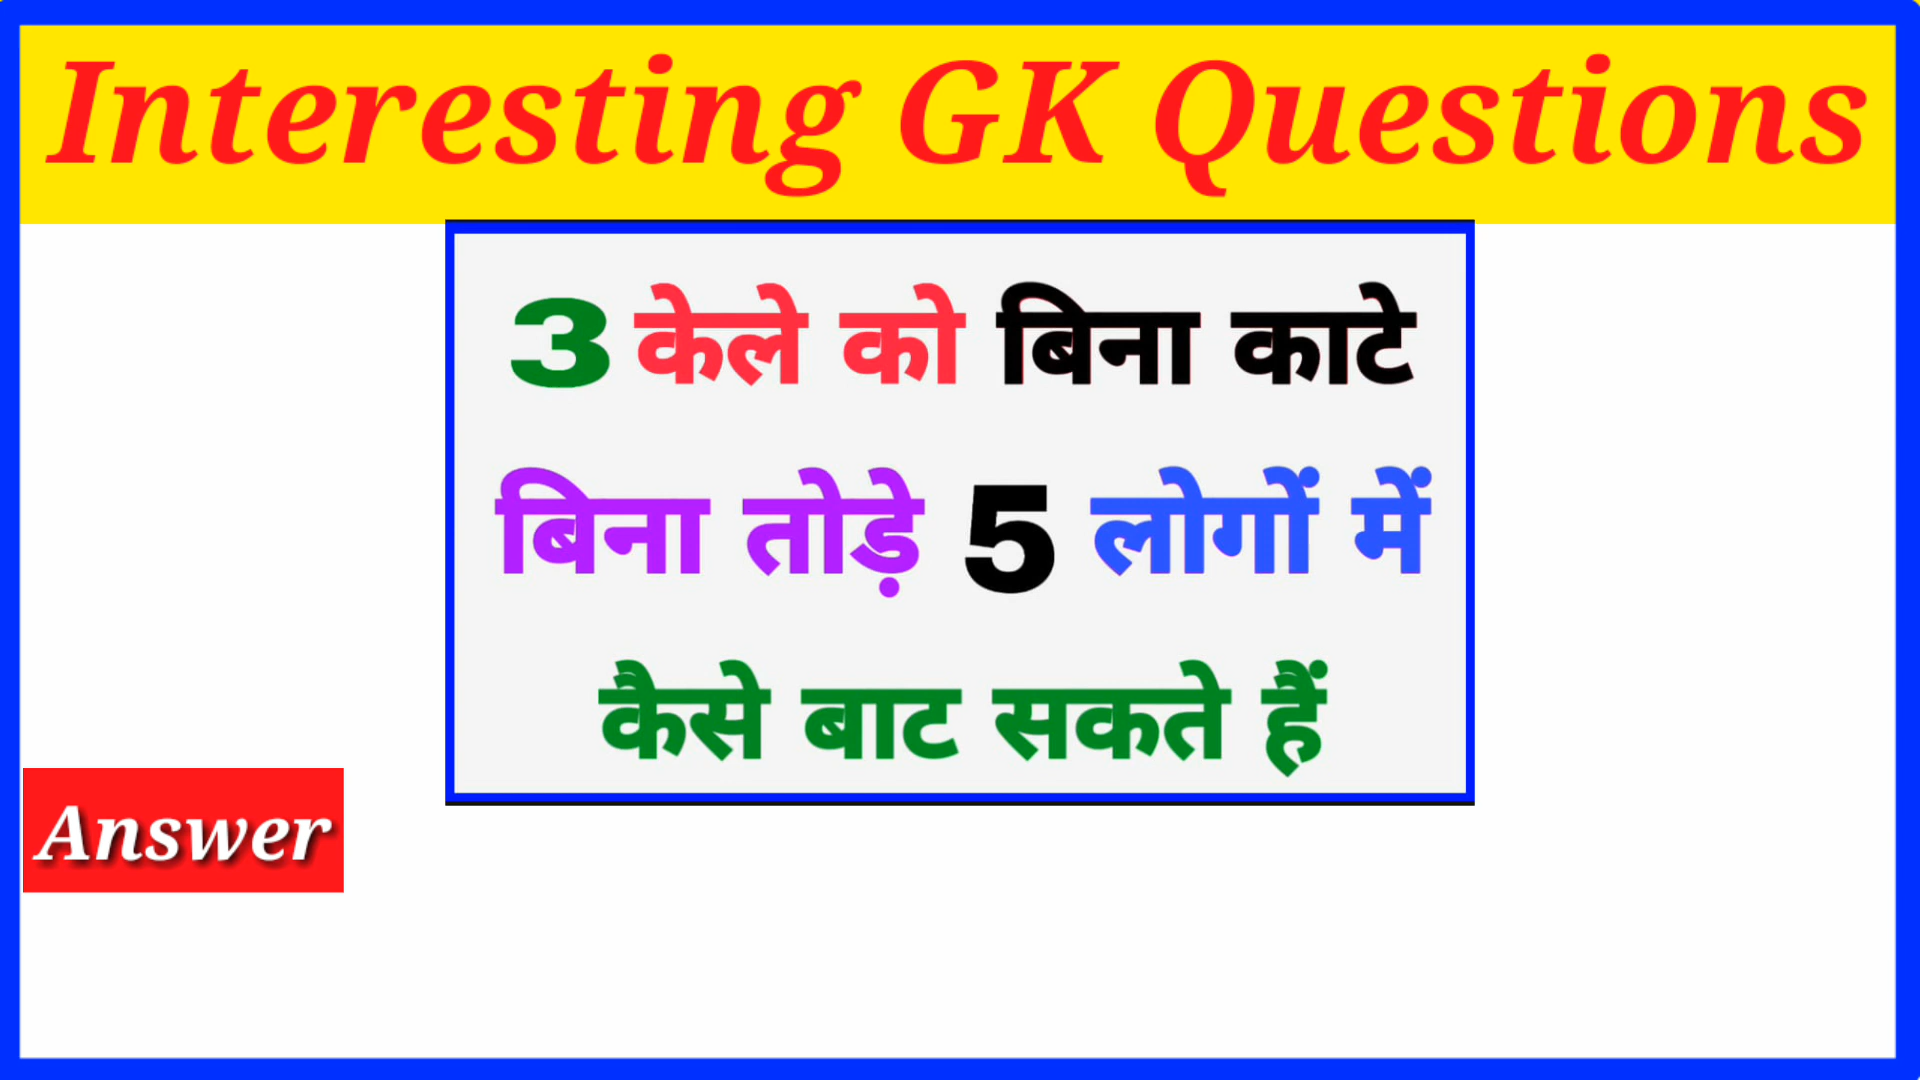 Interesting GK Questions
3 केले को बिना काटे
बिना तोड़े 5 लोगों में
कैसे बाट सकते हैं
Answer